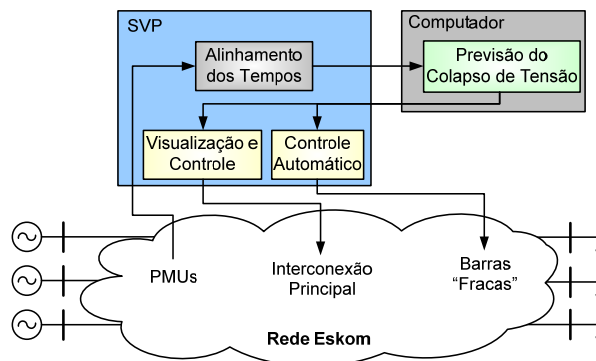 SVP
Computador
Alinhamento
dos Tempos
Previsão do
Colapso de Tensão
Visualização e
Controle
Controle
Automático
PMUs
Interconexão
Principal
Barras
“Fracas”
Rede Eskom